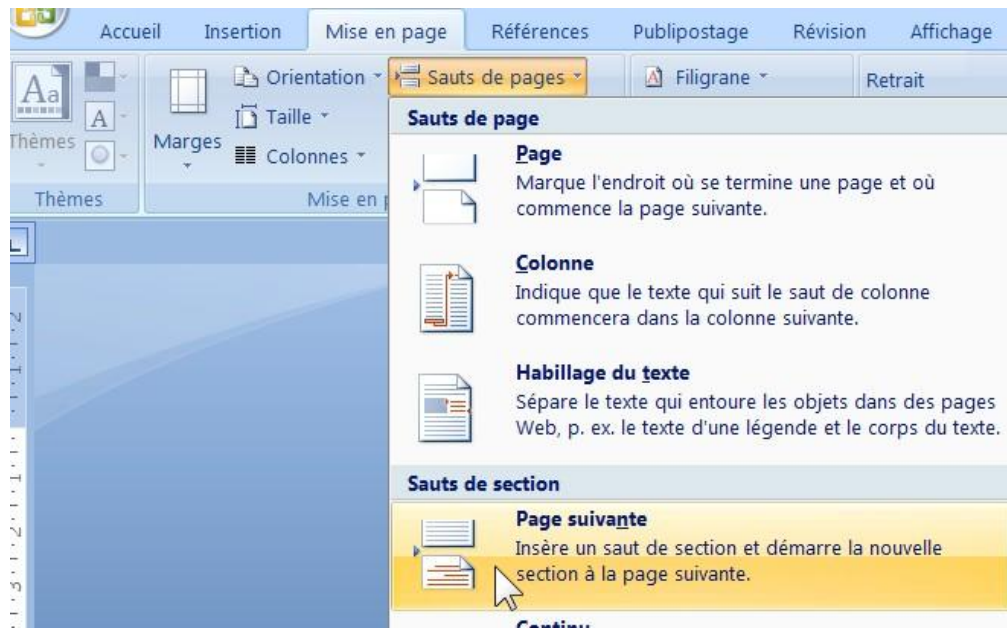 Accueil Insertion Mise en page Références Publipostage Révision Affichage
Aa
Orientation Sauts de pages Filigrane Retrait
A
Taille
Thèmes Marges
Colonnes
Thèmes Mise en
Sauts de page
Page
Marque l'endroit où se termine une page et où
commence la page suivante.
Colonne
Indique que le texte qui suit le saut de colonne
commencera dans la colonne suivante.
Habillage du texte
Sépare le texte qui entoure les objets dans des pages
Web, p. ex. le texte d'une légende et le corps du texte.
Sauts de section
Page suivante
Insère un saut de section et démarre la nouvelle
section à la page suivante.
Continu